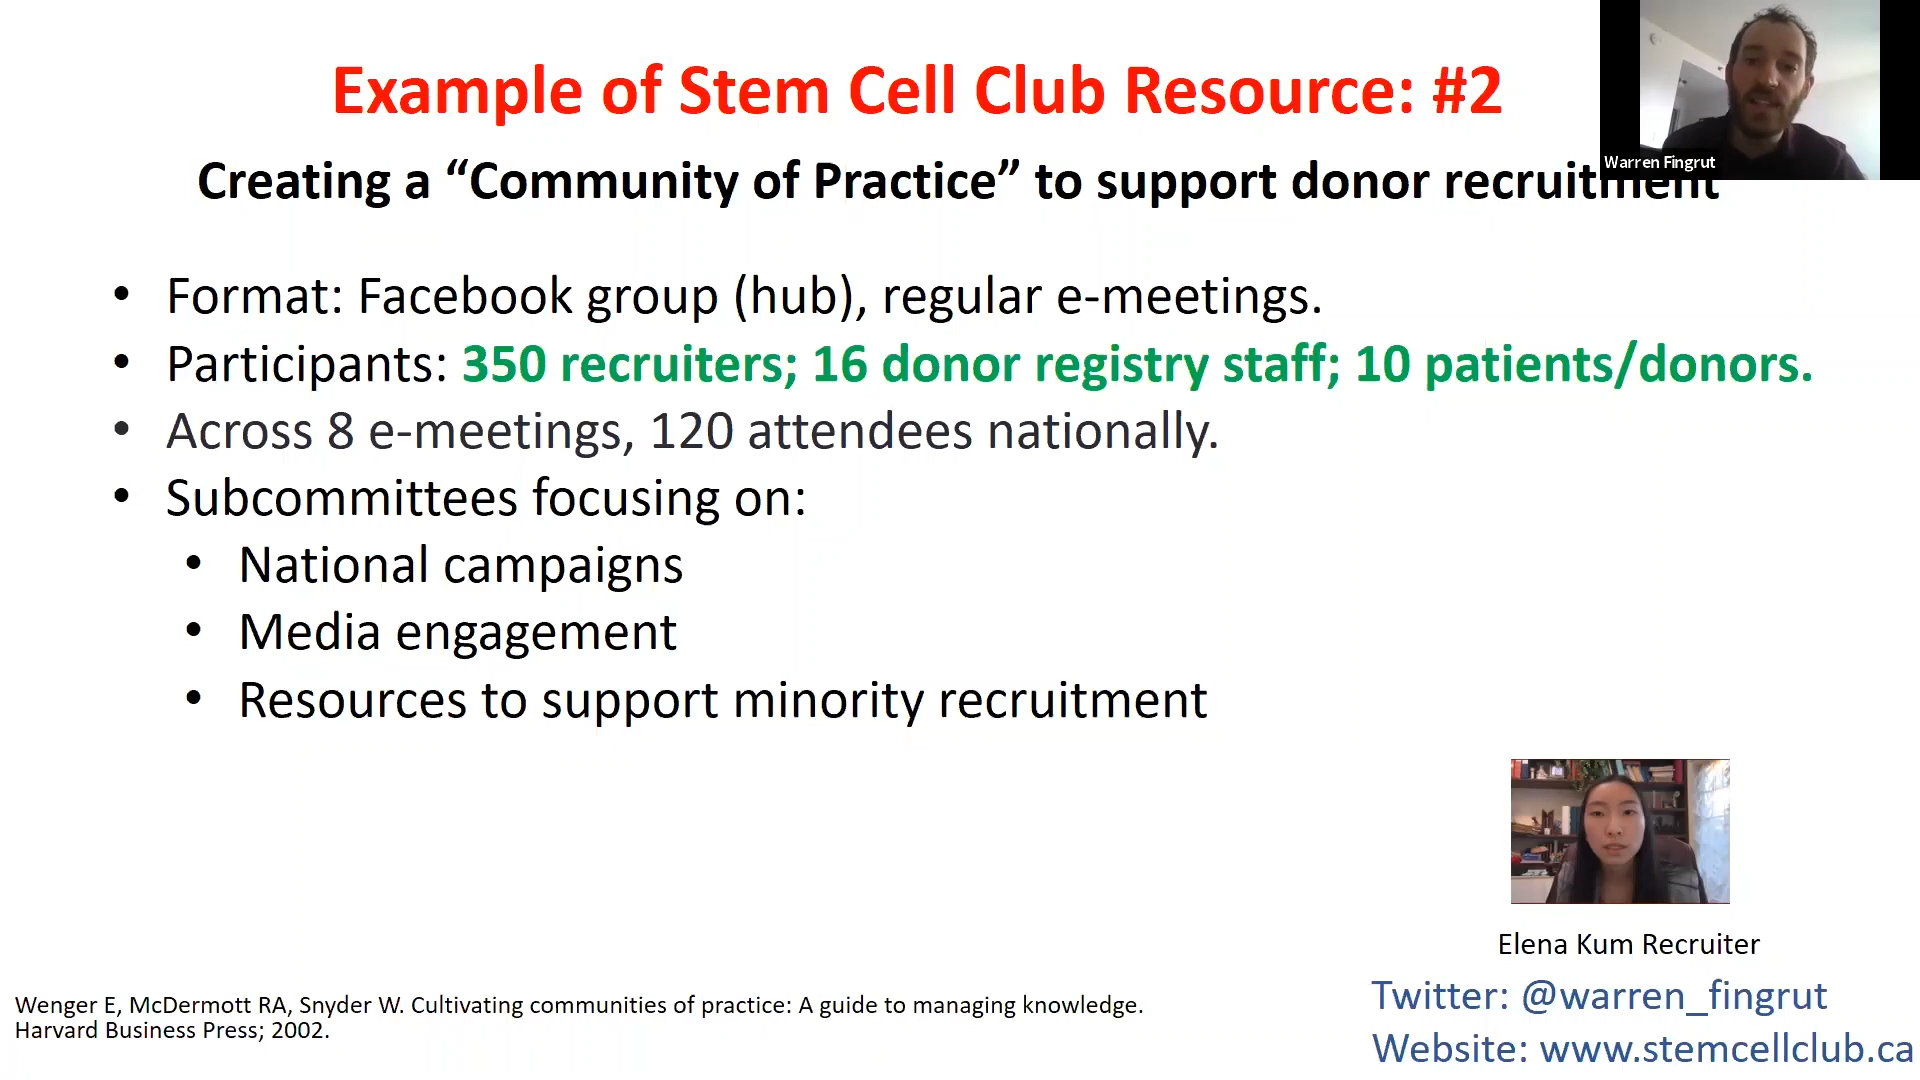 Example of Stem Cell Club Resource: #2
Warren Fingrut
Creating a “Community of Practice” to support donor recruitment
• Format: Facebook group (hub), regular e-meetings.
• Participants: 350 recruiters; 16 donor registry staff; 10 patients/donors.
• Across 8 e-meetings, 120 attendees nationally.
• Subcommittees focusing on:
• National campaigns
• Media engagement
• Resources to support minority recruitment
Elena Kum Recruiter
Wenger E, McDermott RA, Snyder W. Cultivating communities of practice: A guide to managing knowledge.
Harvard Business Press; 2002.
Twitter: @warren_fingrut
Website: www.stemcellclub.ca